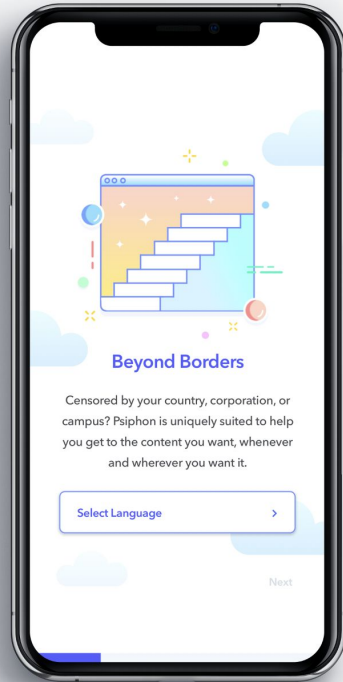 Beyond Borders
Censored by your country, corporation, or
campus? Psiphon is uniquely suited to help
you get to the content you want, whenever
and wherever you want it.
Select Language
Next